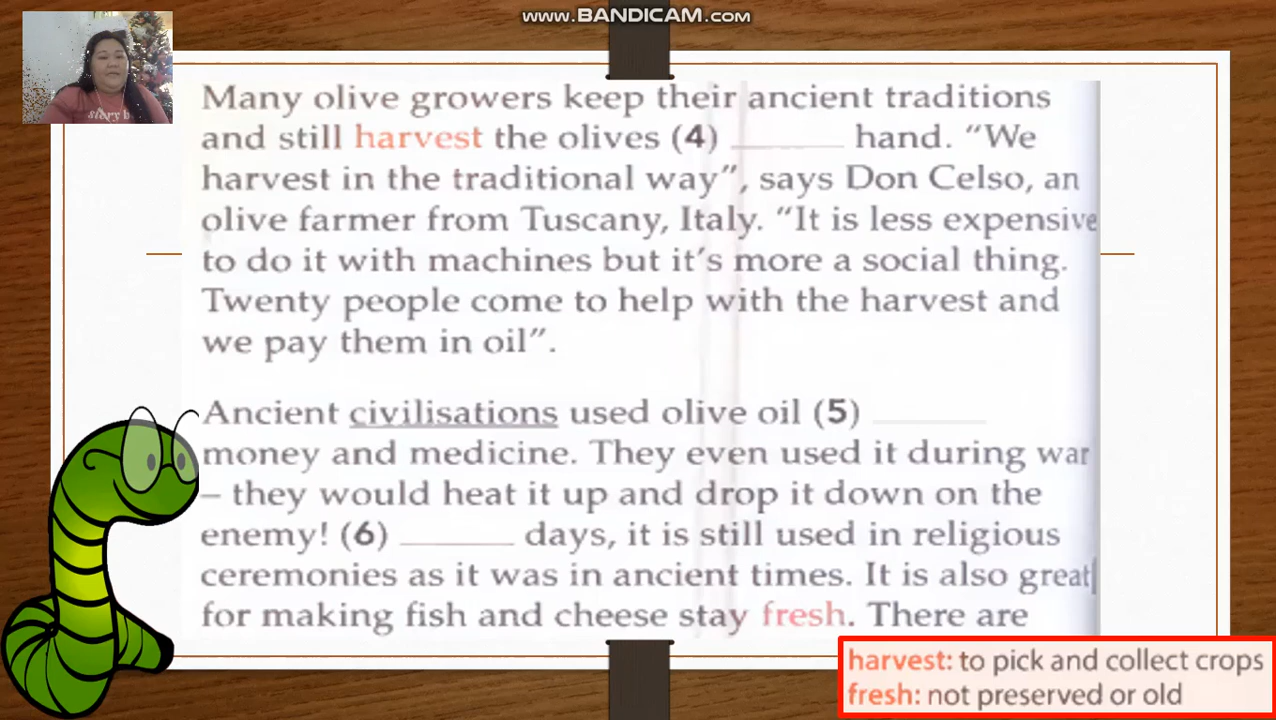 www.BANDICAM.com
Many olive growers keep their ancient traditions
and still harvest the olives (4) ________ hand. “We
harvest in the traditional way”, says Don Celso, an
olive farmer from Tuscany, Italy. “It is less expensive
to do it with machines but it’s more a social thing.
Twenty people come to help with the harvest and
we pay them in oil”.
Ancient civilisations used olive oil (5) ________
money and medicine. They even used it during war
– they would heat it up and drop it down on the
enemy! (6) ________ days, it is still used in religious
ceremonies as it was in ancient times. It is also great
for making fish and cheese stay fresh. There are
harvest: to pick and collect crops
fresh: not preserved or old